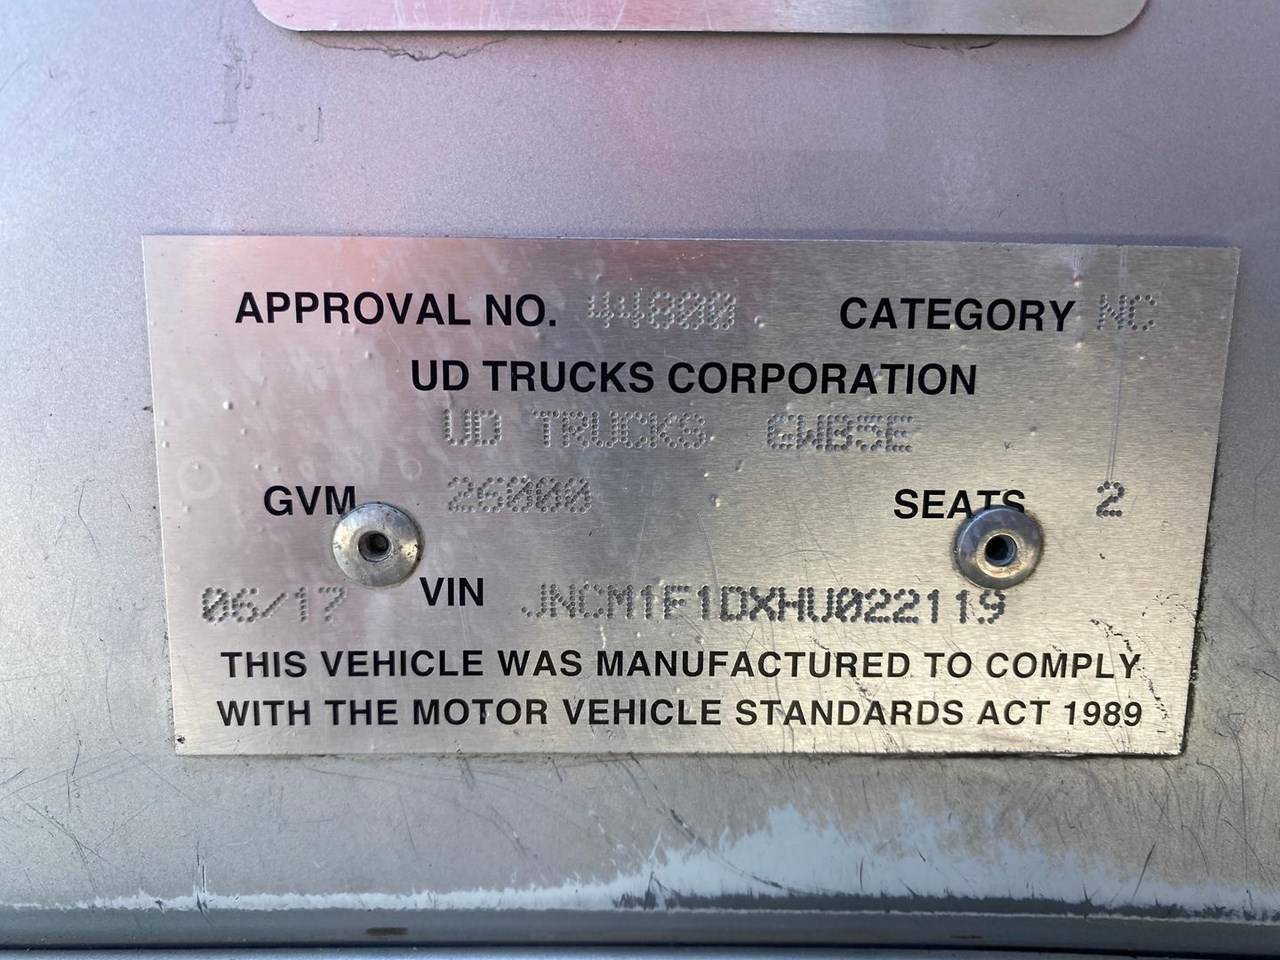 APPROVAL NO. 44800 CATEGORY NC
UD TRUCKS CORPORATION
UD TRUCKS GWB5E
GVM 26000 SEATS 2
06/17 VIN JNCM1F1DXHU022119
THIS VEHICLE WAS MANUFACTURED TO COMPLY
WITH THE MOTOR VEHICLE STANDARDS ACT 1989